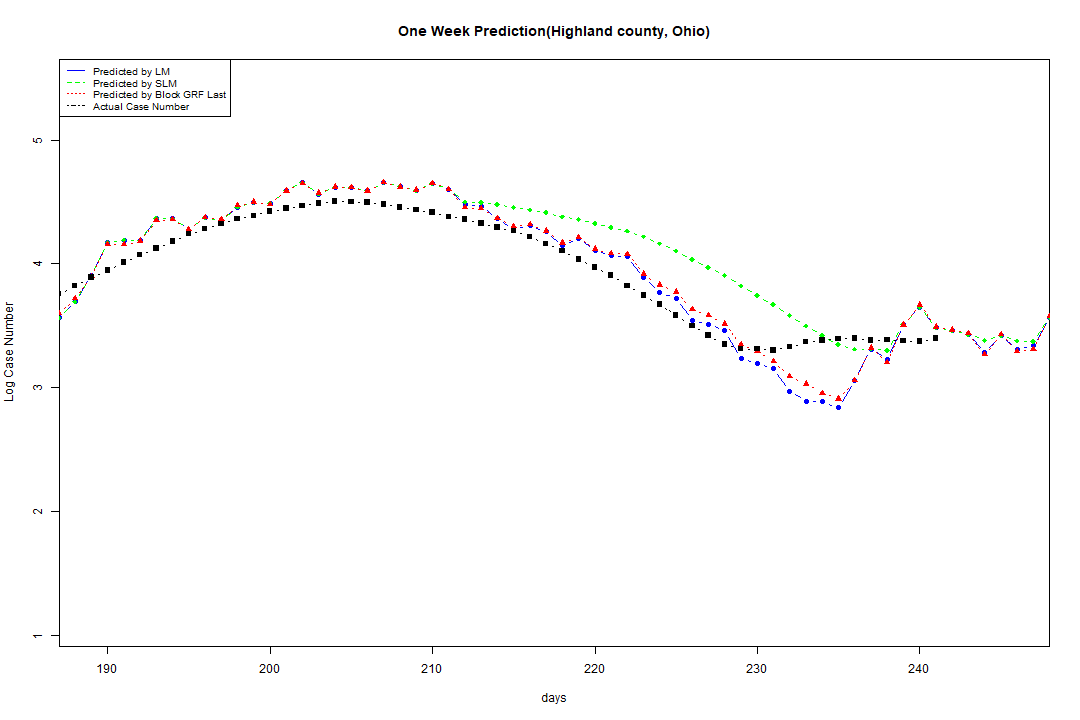 One Week Prediction(Highland county, Ohio)
Predicted by LM
Predicted by SLM
Predicted by Block GRF Last
Actual Case Number
5
4
3
2
1
Log Case Number
190 200 210 220 230 240
days